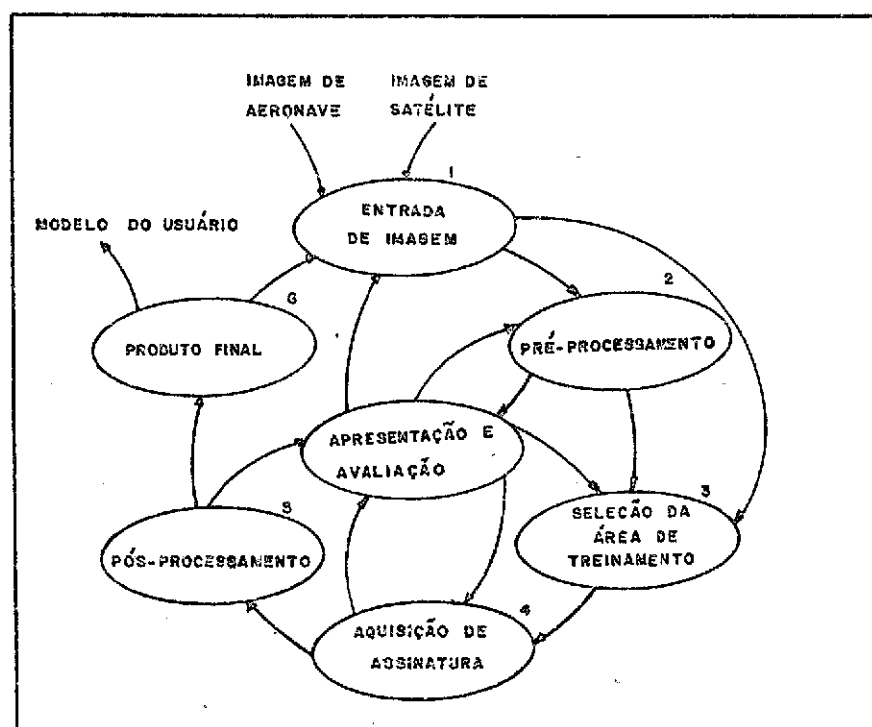 IMAGEM DE
AERONAVE
IMAGEM DE
SATÉLITE
1
ENTRADA
DE IMAGEM
MODELO DO USUÁRIO
2
PRÉ-PROCESSAMENTO
6
PRODUTO FINAL
APRESENTAÇÃO E
AVALIAÇÃO
3
SELEÇÃO DA
ÁREA DE
TREINAMENTO
5
PÓS-PROCESSAMENTO
4
AQUISIÇÃO DE
ASSINATURA